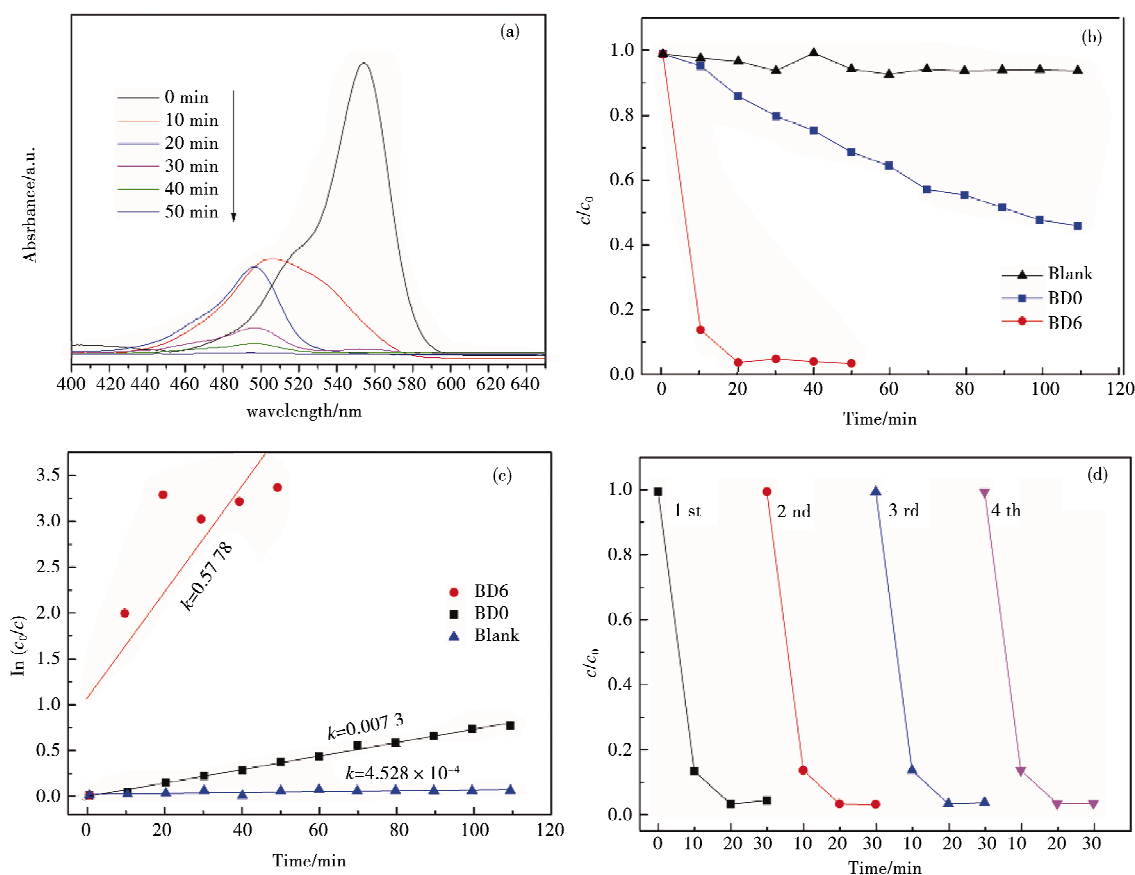 (a)
0 min
10 min
20 min
30 min
40 min
50 min
Absrbance/a.u.
400 420 440 460 480 500 520 540 560 580 600 620 640
wavelength/nm
(b)
1.0
0.8
0.6
0.4
0.2
0.0
c/c0
Blank
BD0
BD6
0 20 40 60 80 100 120
Time/min
(c)
3.5
3.0
2.5
2.0
1.5
1.0
0.5
0.0
ln (c0/c)
k=0.57 78
BD6
BD0
Blank
k=0.007 3
k=4.528 × 10⁻⁴
0 20 40 60 80 100 120
Time/min
(d)
1.0
0.8
0.6
0.4
0.2
0.0
c/c0
1 st
2 nd
3 rd
4 th
0 10 20 30 10 20 30 10 20 30 10 20 30
Time/min